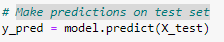 # Make predictions on test set
y_pred = model.predict(X_test)